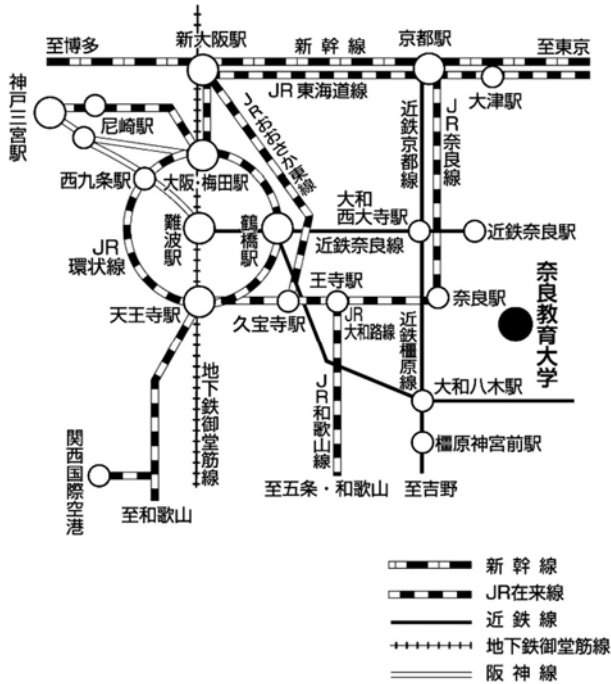 至博多
新大阪駅
新幹線
京都駅
至東京
神戸三宮駅
尼崎駅
JR東海道線
大津駅
JRおおさか東線
近鉄京都線
JR奈良線
西九条駅
大阪・梅田駅
大和
西大寺駅
難波駅
鶴橋駅
近鉄奈良線
近鉄奈良駅
JR
環状線
王寺駅
奈良駅
奈良教育大学
天王寺駅
久宝寺駅
JR
大和路線
近鉄橿原線
地下鉄御堂筋線
JR和歌山線
大和八木駅
橿原神宮前駅
関西国際空港
至和歌山
至五条・和歌山
至吉野
新幹線
JR在来線
近鉄線
地下鉄御堂筋線
阪神線